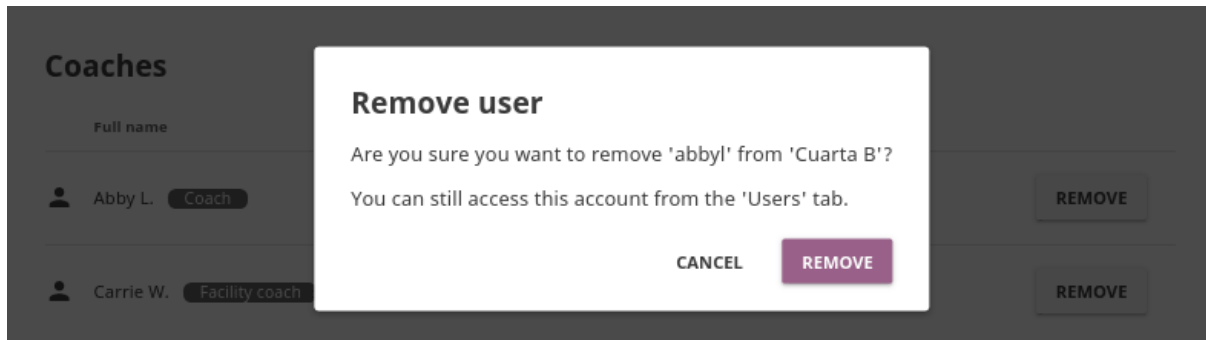 Coaches
Full name
Remove user
Are you sure you want to remove 'abbyl' from 'Cuarta B'?
You can still access this account from the 'Users' tab.
CANCEL REMOVE
Abby L. Coach REMOVE
Carrie W. Facility coach REMOVE